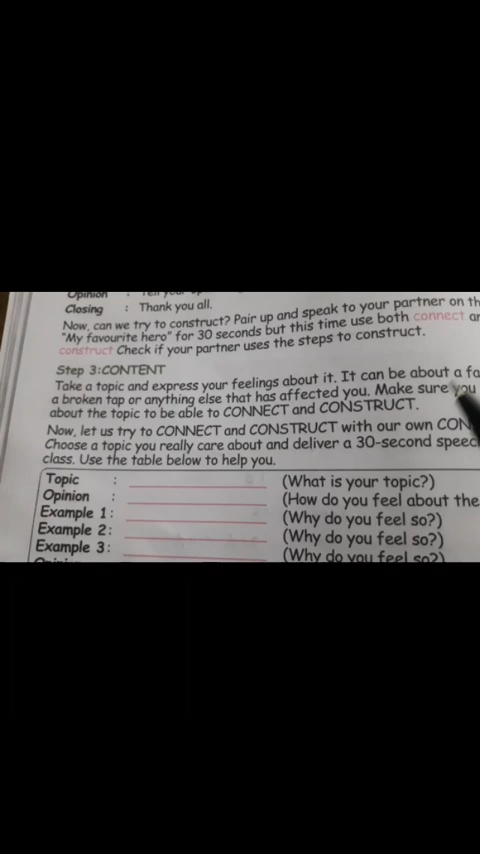 Opinion :
Closing : Thank you all.
Now, can we try to construct? Pair up and speak to your partner on th
"My favourite hero" for 30 seconds but this time use both connect an
construct Check if your partner uses the steps to construct.
Step 3:CONTENT
Take a topic and express your feelings about it. It can be about a fa
a broken tap or anything else that has affected you. Make sure you
about the topic to be able to CONNECT and CONSTRUCT.
Now, let us try to CONNECT and CONSTRUCT with our own CON
Choose a topic you really care about and deliver a 30-second speec
class. Use the table below to help you.
Topic : (What is your topic?)
Opinion : (How do you feel about the
Example 1: (Why do you feel so?)
Example 2: (Why do you feel so?)
Example 3: (Why do you feel so?)